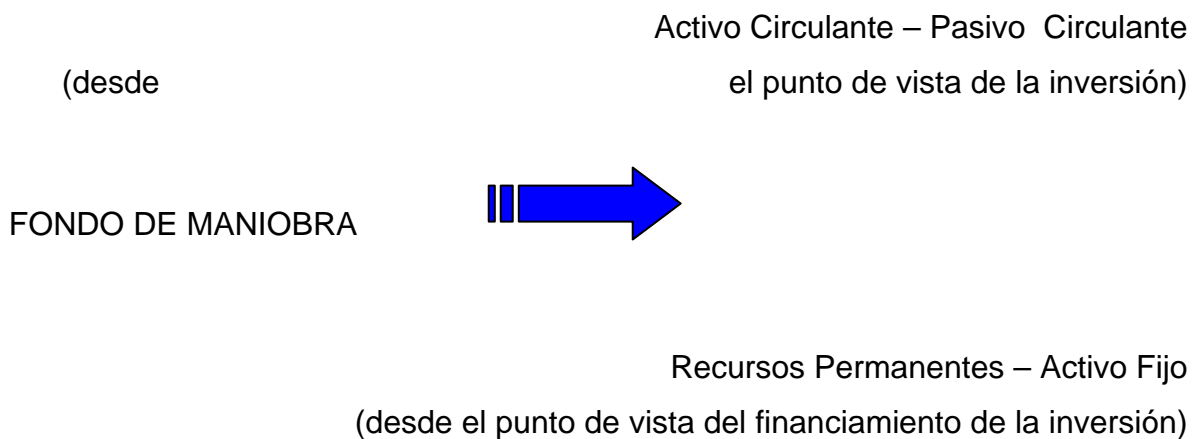 Activo Circulante – Pasivo Circulante
(desde el punto de vista de la inversión)
FONDO DE MANIOBRA
Recursos Permanentes – Activo Fijo
(desde el punto de vista del financiamiento de la inversión)